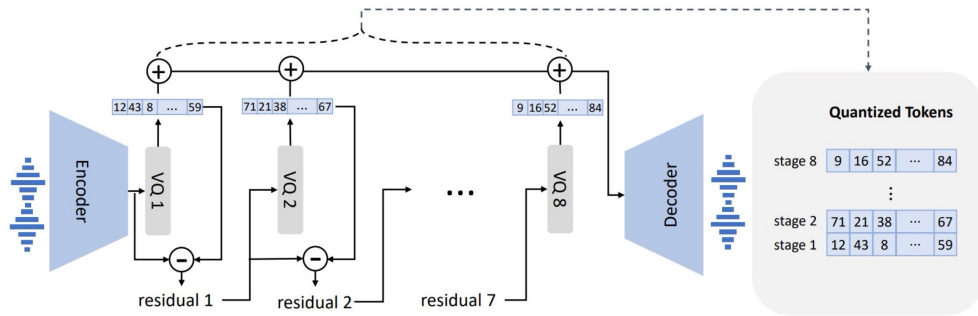 Encoder
12 43 8 ... 59
VQ 1
residual 1
71 21 38 ... 67
VQ 2
residual 2
...
residual 7
9 16 52 ... 84
VQ 8
Decoder
Quantized Tokens
stage 8 9 16 52 ... 84
⋮
stage 2 71 21 38 ... 67
stage 1 12 43 8 ... 59